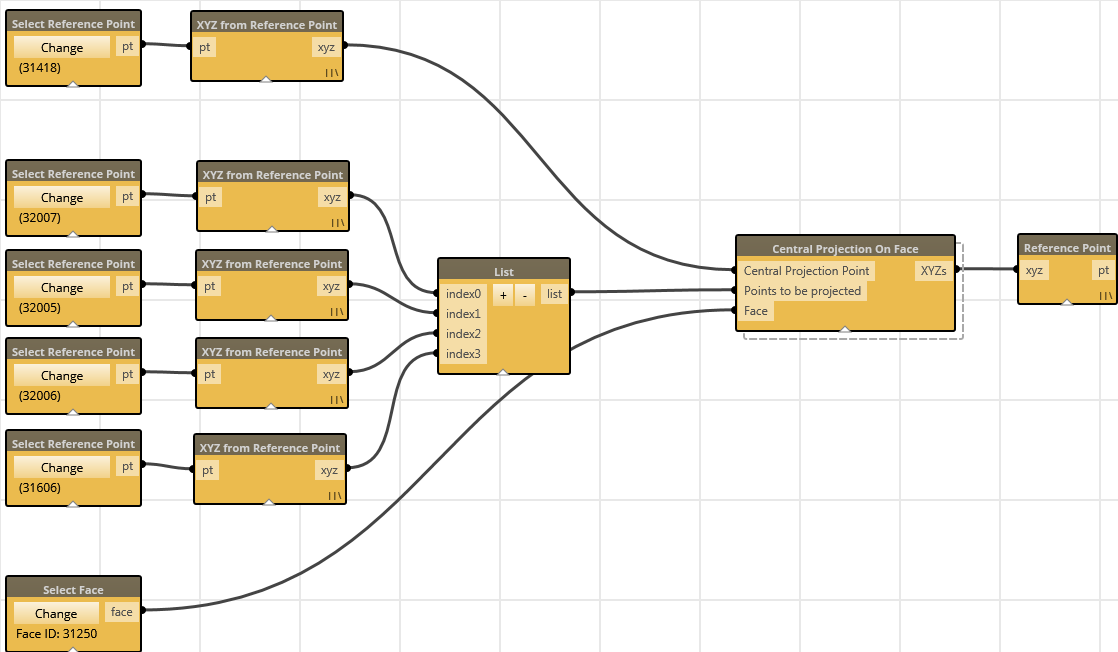 Select Reference Point
Change
pt
(31418)
XYZ from Reference Point
pt
xyz
Select Reference Point
Change
pt
(32007)
XYZ from Reference Point
pt
xyz
Select Reference Point
Change
pt
(32005)
XYZ from Reference Point
pt
xyz
Select Reference Point
Change
pt
(32006)
XYZ from Reference Point
pt
xyz
Select Reference Point
Change
pt
(31606)
XYZ from Reference Point
pt
xyz
Select Face
Change
face
Face ID: 31250
List
index0
+
-
list
index1
index2
index3
Central Projection On Face
Central Projection Point
XYZs
Points to be projected
Face
Reference Point
xyz
pt